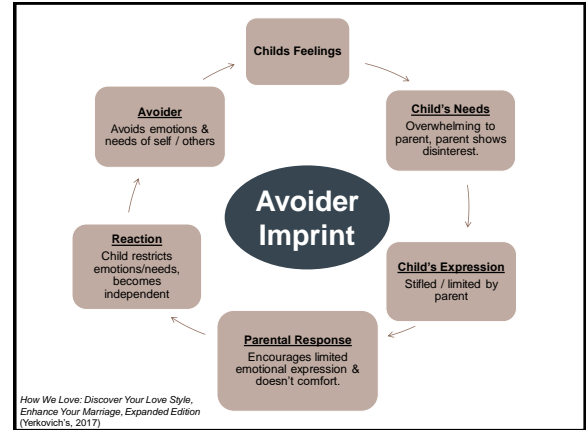 Childs Feelings
Child's Needs
Overwhelming to
parent, parent shows
disinterest.
Child's Expression
Stifled / limited by
parent
Parental Response
Encourages limited
emotional expression &
doesn't comfort.
Reaction
Child restricts
emotions/needs,
becomes
independent
Avoider
Avoids emotions &
needs of self / others
Avoider
Imprint
How We Love: Discover Your Love Style,
Enhance Your Marriage, Expanded Edition
(Yerkovich's, 2017)